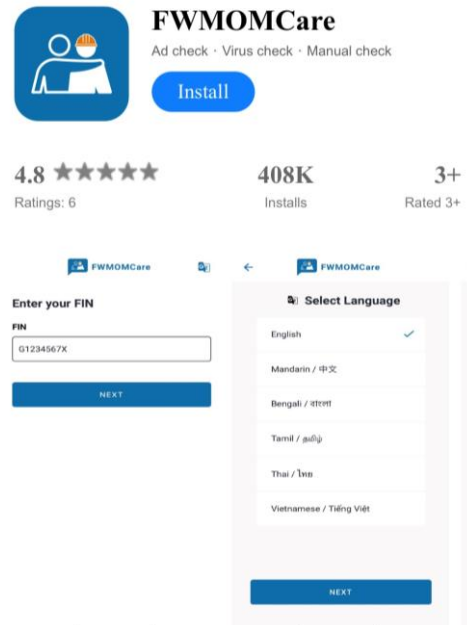 FWMOMCare
Ad check · Virus check · Manual check
Install
4.8
408K
3+
Ratings: 6
Installs
Rated 3+
FWMOMCare
Enter your FIN
FIN
G1234567X
NEXT
FWMOMCare
Select Language
English
Mandarin / 中文
Bengali / বাংলা
Tamil / தமிழ்
Thai / ไทย
Vietnamese / Tiếng Việt
NEXT